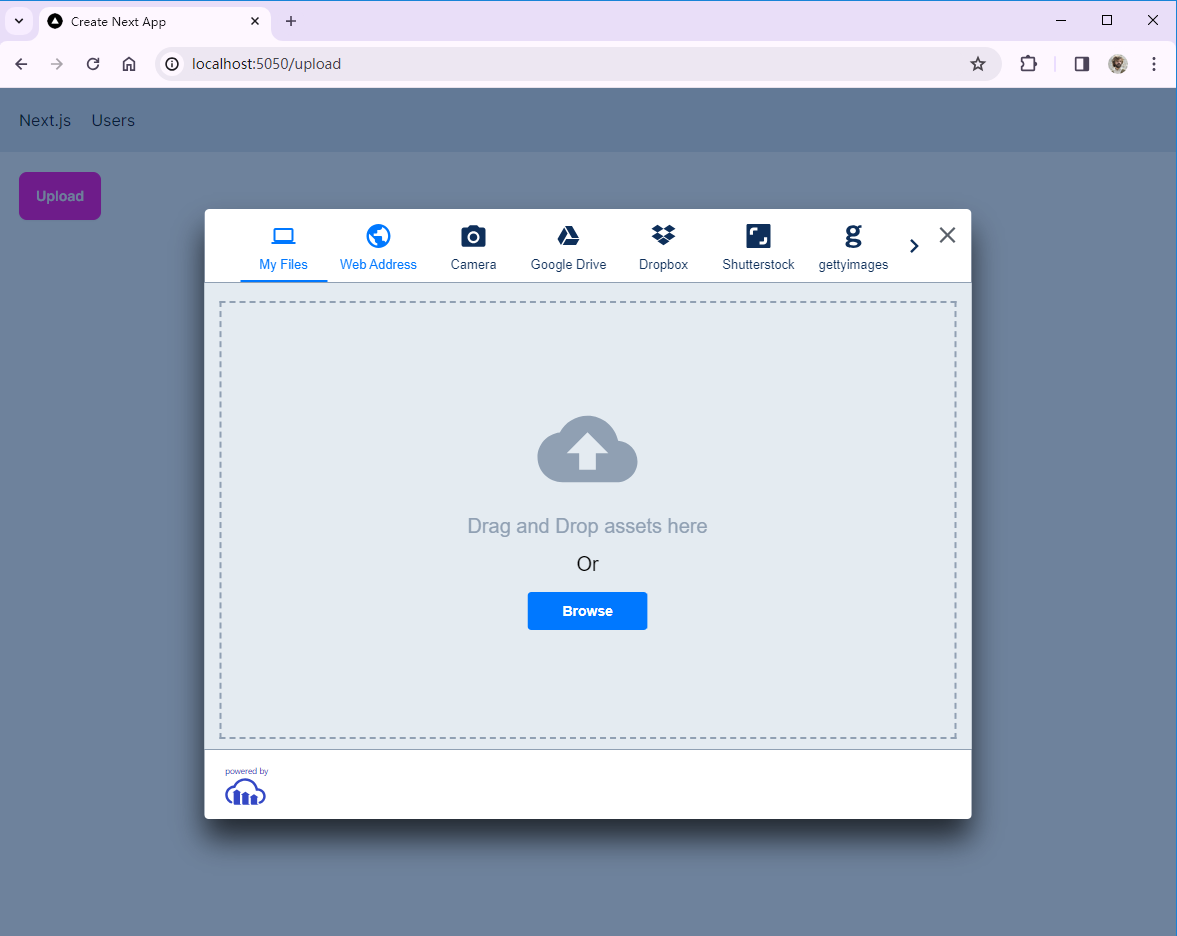 Create Next App
localhost:5050/upload
Next.js Users
Upload
My Files Web Address Camera Google Drive Dropbox Shutterstock gettyimages
Drag and Drop assets here
Or
Browse
powered by